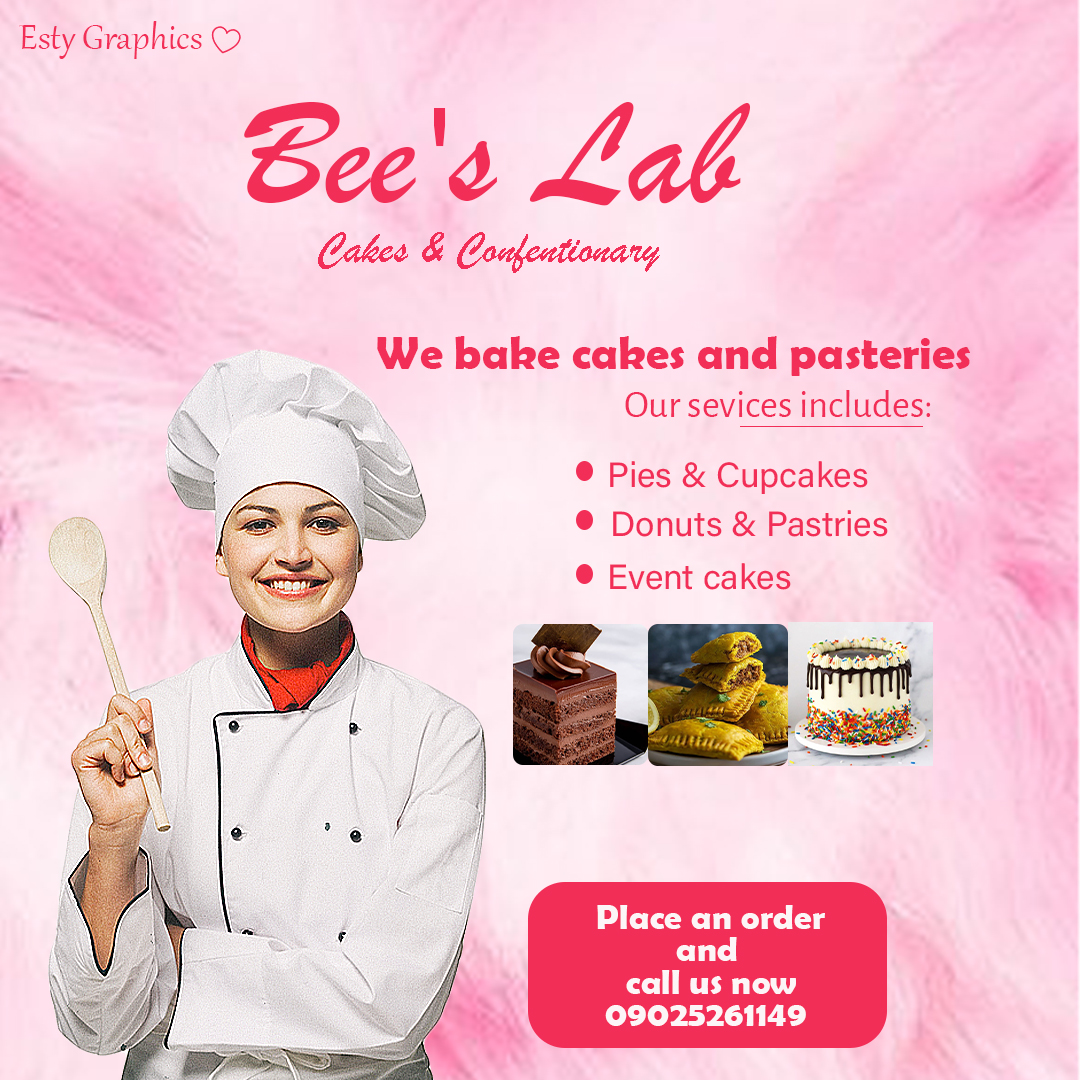 Esty Graphics ♡
Bee's Lab
Cakes & Confentionary
We bake cakes and pasteries
Our sevices includes:
• Pies & Cupcakes
• Donuts & Pastries
• Event cakes
Place an order
and
call us now
09025261149